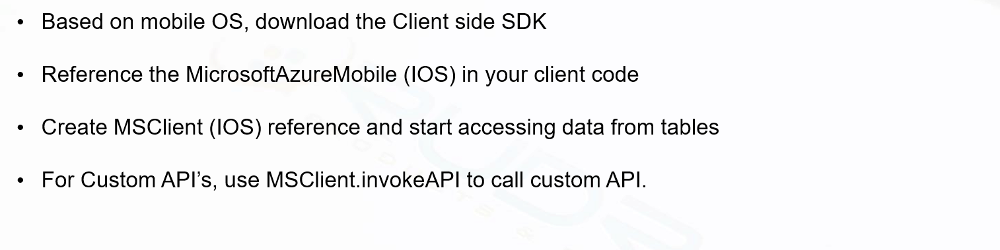 • Based on mobile OS, download the Client side SDK
• Reference the MicrosoftAzureMobile (IOS) in your client code
• Create MSClient (IOS) reference and start accessing data from tables
• For Custom API’s, use MSClient.invokeAPI to call custom API.